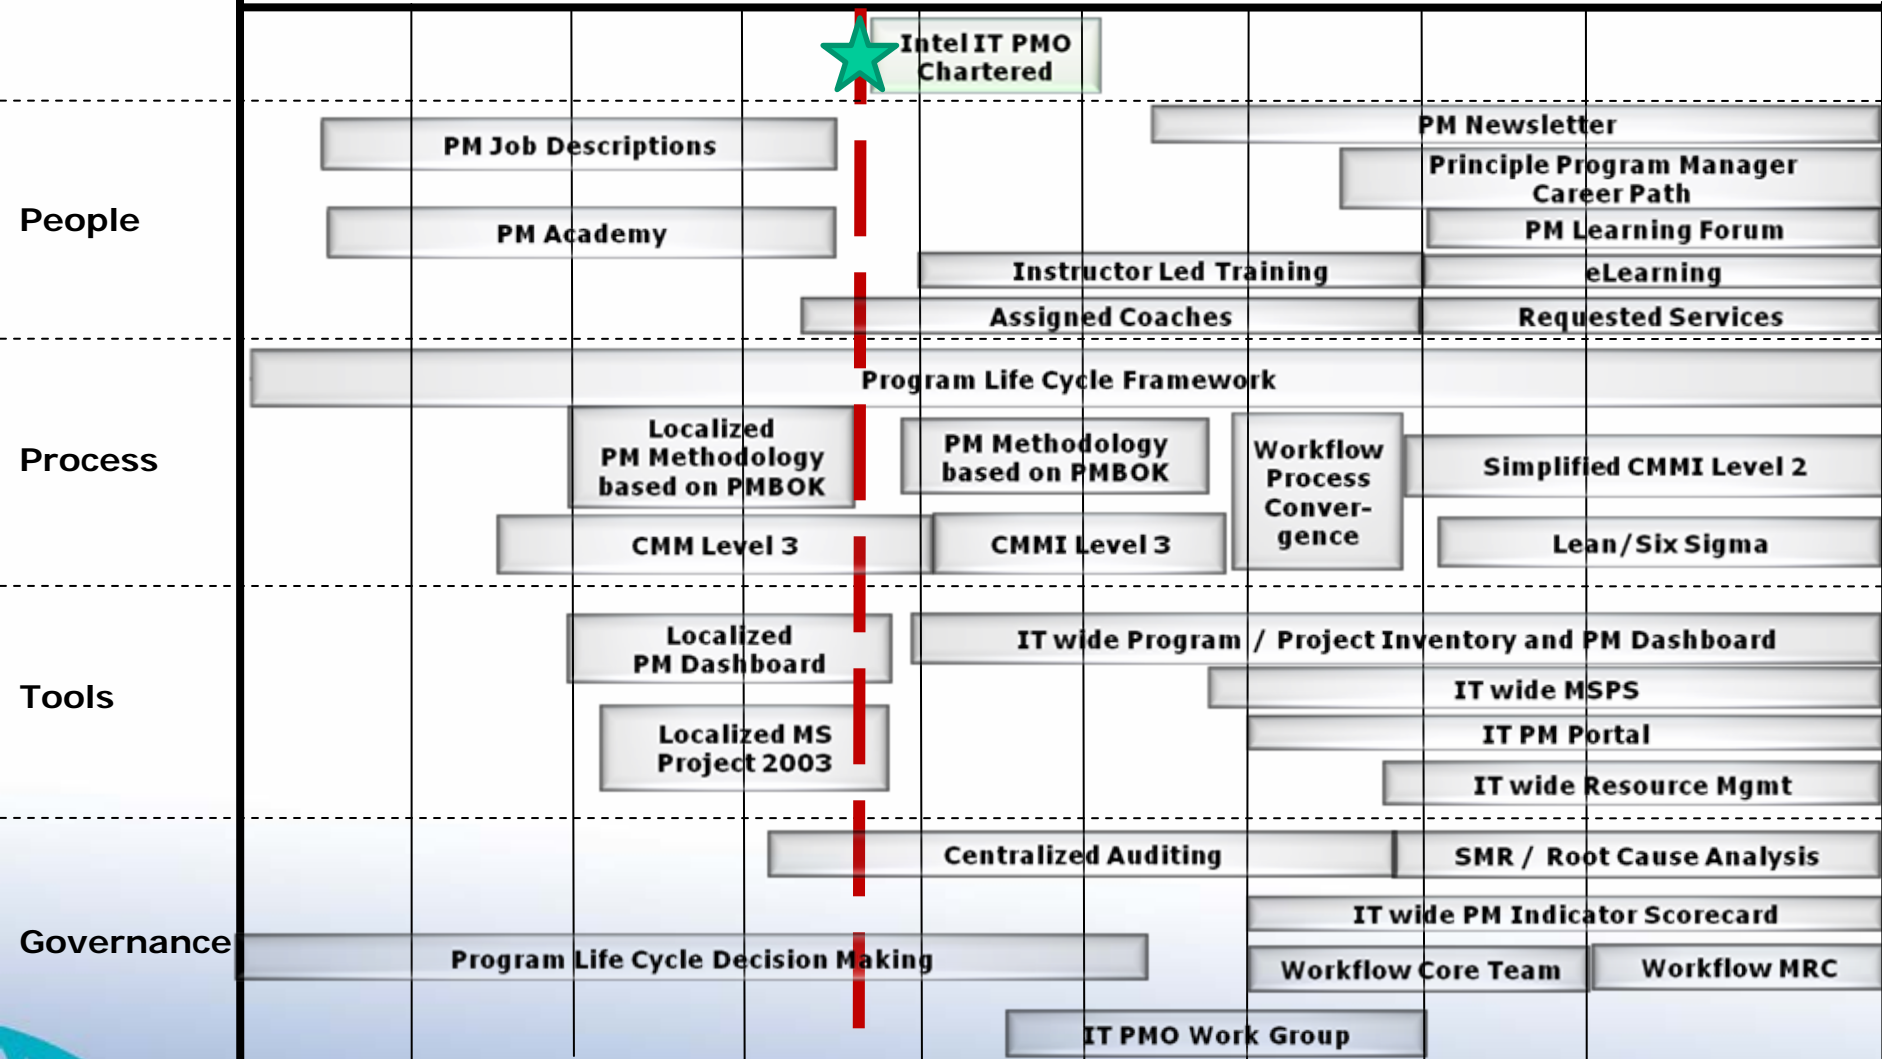 Intel IT PMO
Chartered
People
PM Job Descriptions
PM Academy
PM Newsletter
Principle Program Manager
Career Path
PM Learning Forum
Instructor Led Training
eLearning
Assigned Coaches
Requested Services
Process
Program Life Cycle Framework
Localized
PM Methodology
based on PMBOK
PM Methodology
based on PMBOK
Workflow
Process
Conver-
gence
Simplified CMMI Level 2
CMM Level 3
CMMI Level 3
Lean/Six Sigma
Tools
Localized
PM Dashboard
IT wide Program / Project Inventory and PM Dashboard
IT wide MSPS
Localized MS
Project 2003
IT PM Portal
IT wide Resource Mgmt
Governance
Centralized Auditing
SMR / Root Cause Analysis
IT wide PM Indicator Scorecard
Program Life Cycle Decision Making
Workflow Core Team
Workflow MRC
IT PMO Work Group